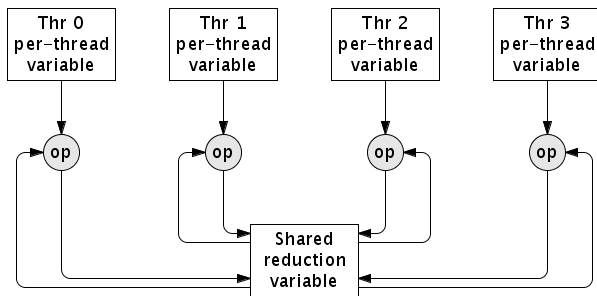 Thr 0
per-thread
variable
Thr 1
per-thread
variable
Thr 2
per-thread
variable
Thr 3
per-thread
variable
op
op
op
op
Shared
reduction
variable